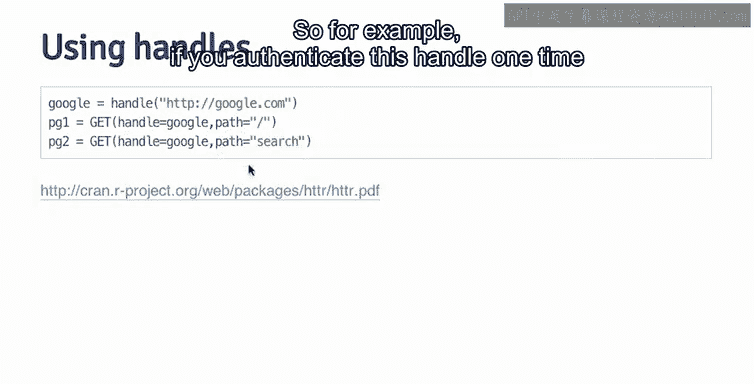 So for example,
if you authenticate this handle one time
Using handles
google = handle("http://google.com")
pg1 = GET(handle=google,path="/")
pg2 = GET(handle=google,path="search")
http://cran.r-project.org/web/packages/httr/httr.pdf